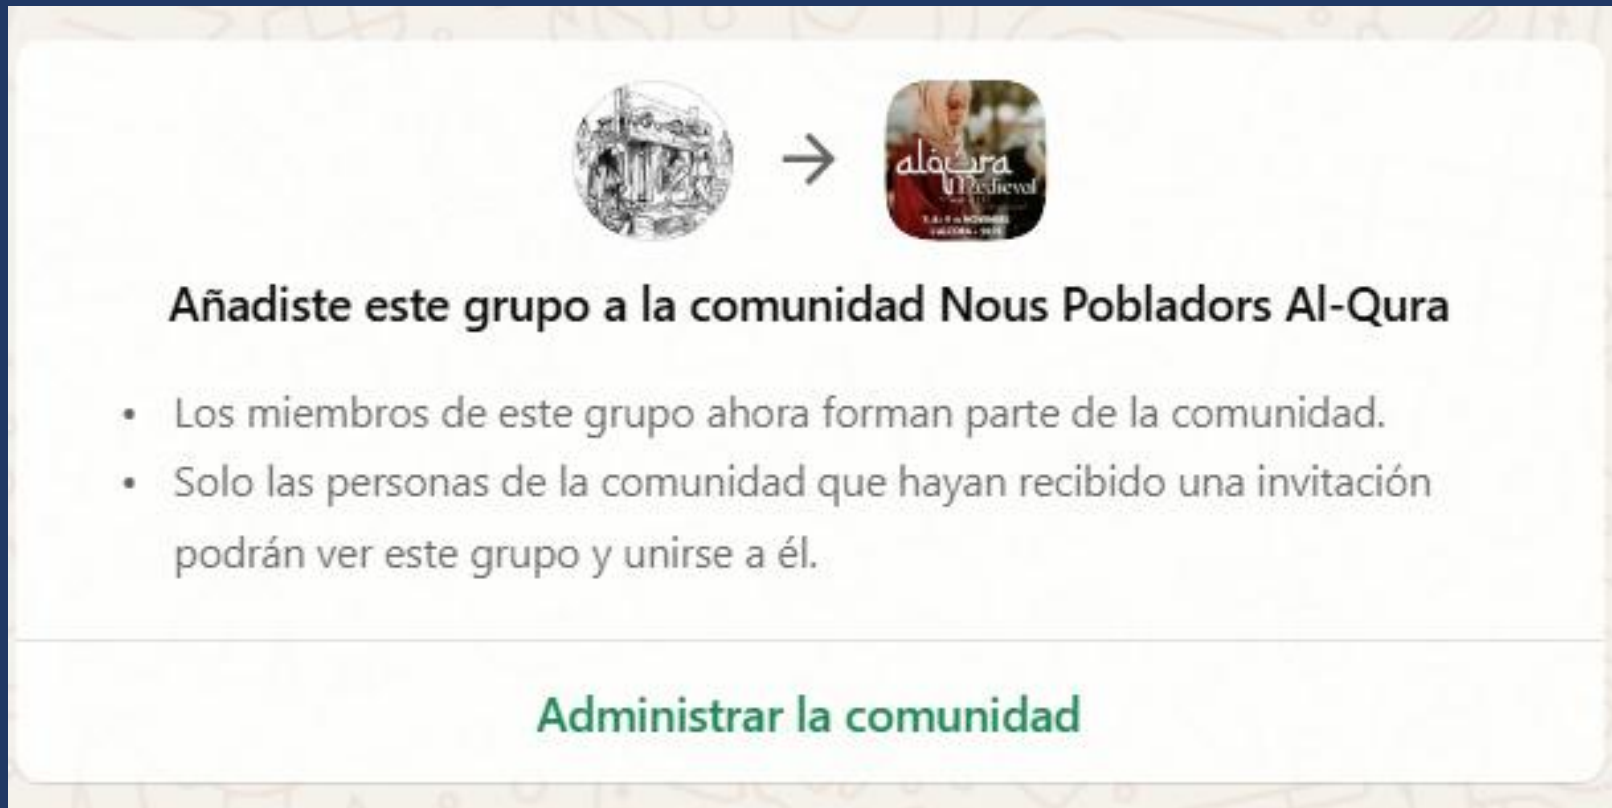 alqura
Medieval
Añadiste este grupo a la comunidad Nous Pobladors Al-Qura
• Los miembros de este grupo ahora forman parte de la comunidad.
• Solo las personas de la comunidad que hayan recibido una invitación
podrán ver este grupo y unirse a él.
Administrar la comunidad